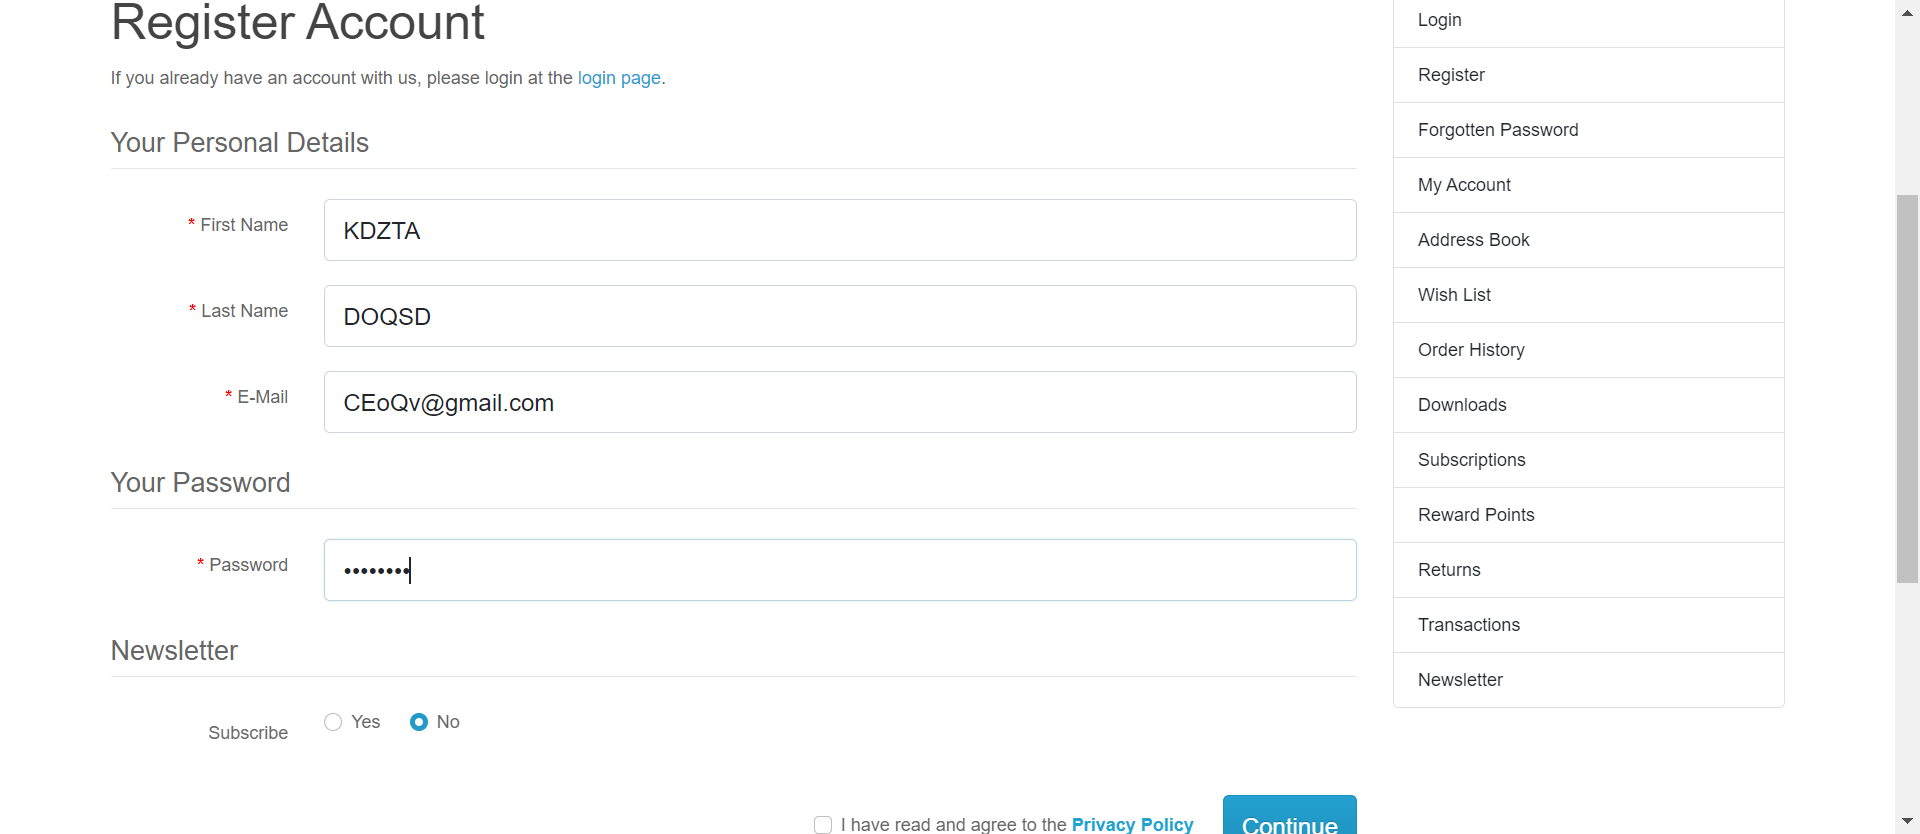 Register Account
If you already have an account with us, please login at the login page.
Your Personal Details
* First Name
KDZTA
* Last Name
DOQSD
* E-Mail
CEoQv@gmail.com
Your Password
* Password
••••••••
Newsletter
Subscribe
Yes
No
I have read and agree to the Privacy Policy
Continue
Login
Register
Forgotten Password
My Account
Address Book
Wish List
Order History
Downloads
Subscriptions
Reward Points
Returns
Transactions
Newsletter